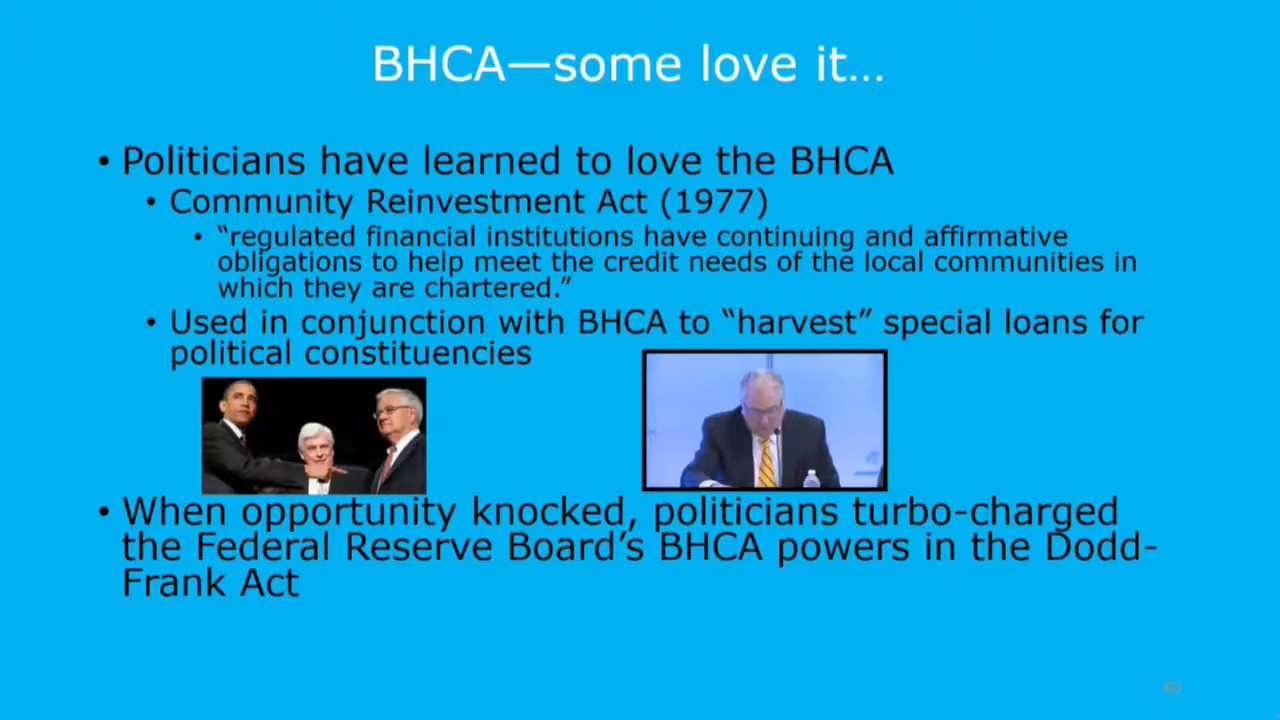 BHCA—some love it…
• Politicians have learned to love the BHCA
• Community Reinvestment Act (1977)
• “regulated financial institutions have continuing and affirmative
obligations to help meet the credit needs of the local communities in
which they are chartered.”
• Used in conjunction with BHCA to “harvest” special loans for
political constituencies
• When opportunity knocked, politicians turbo-charged
the Federal Reserve Board’s BHCA powers in the Dodd-
Frank Act
60